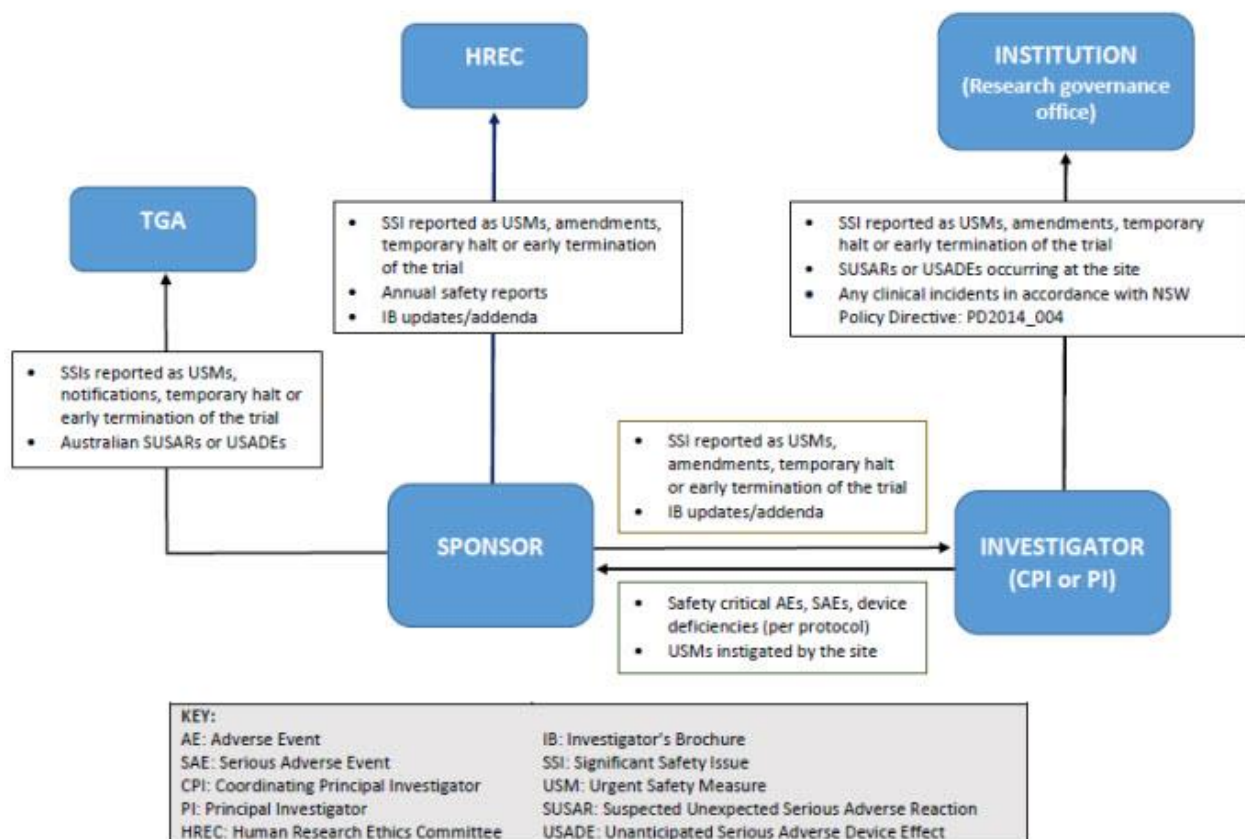 HREC
INSTITUTION
(Research governance
office)
TGA
• SSI reported as USMs, amendments,
temporary halt or early termination
of the trial
• Annual safety reports
• IB updates/addenda
• SSI reported as USMs, amendments, temporary
halt or early termination of the trial
• SUSARs or USADEs occurring at the site
• Any clinical incidents in accordance with NSW
Policy Directive: PD2014_004
• SSIs reported as USMs,
notifications, temporary halt or
early termination of the trial
• Australian SUSARs or USADEs
• SSI reported as USMs,
amendments, temporary halt
or early termination of the trial
• IB updates/addenda
SPONSOR
INVESTIGATOR
(CPI or PI)
• Safety critical AEs, SAEs, device
deficiencies (per protocol)
• USMs instigated by the site
KEY:
AE: Adverse Event
SAE: Serious Adverse Event
CPI: Coordinating Principal Investigator
PI: Principal Investigator
HREC: Human Research Ethics Committee
IB: Investigator's Brochure
SSI: Significant Safety Issue
USM: Urgent Safety Measure
SUSAR: Suspected Unexpected Serious Adverse Reaction
USADE: Unanticipated Serious Adverse Device Effect